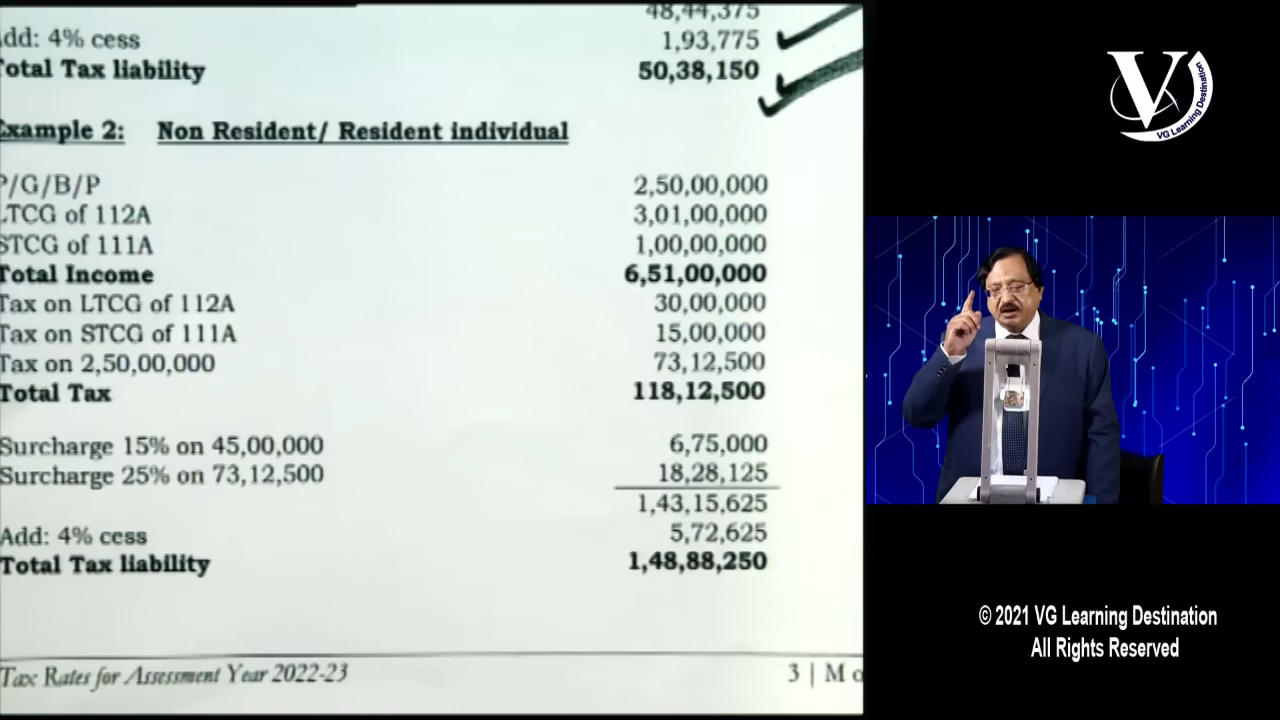 48,44,375
Add: 4% cess 1,93,775
Total Tax liability 50,38,150
Example 2: Non Resident/ Resident individual
P/G/B/P 2,50,00,000
LTCG of 112A 3,01,00,000
STCG of 111A 1,00,00,000
Total Income 6,51,00,000
Tax on LTCG of 112A 30,00,000
Tax on STCG of 111A 15,00,000
Tax on 2,50,00,000 73,12,500
Total Tax 118,12,500
Surcharge 15% on 45,00,000 6,75,000
Surcharge 25% on 73,12,500 18,28,125
1,43,15,625
Add: 4% cess 5,72,625
Total Tax liability 1,48,88,250
Tax Rates for Assessment Year 2022-23 3 | M
VG Learning Destination
© 2021 VG Learning Destination
All Rights Reserved